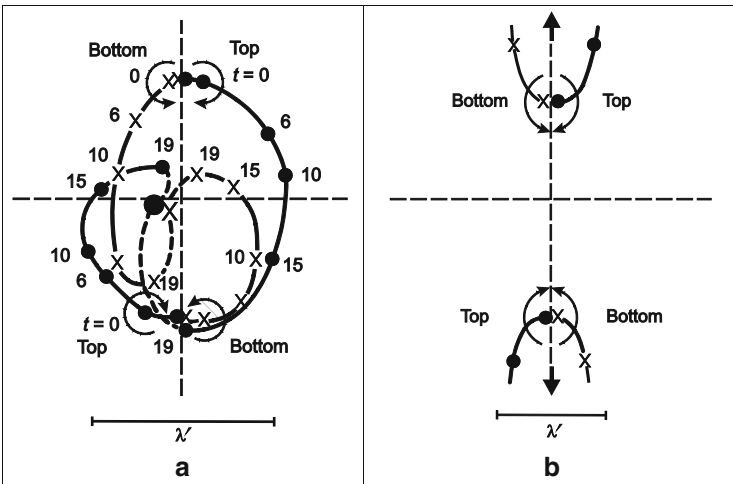 Bottom Top
0 t = 0
6 6
19 19
10 15 10
15
10 10 15
6 19
t = 0
Top 19 Bottom
λ′
a
Bottom Top
Top Bottom
λ′
b